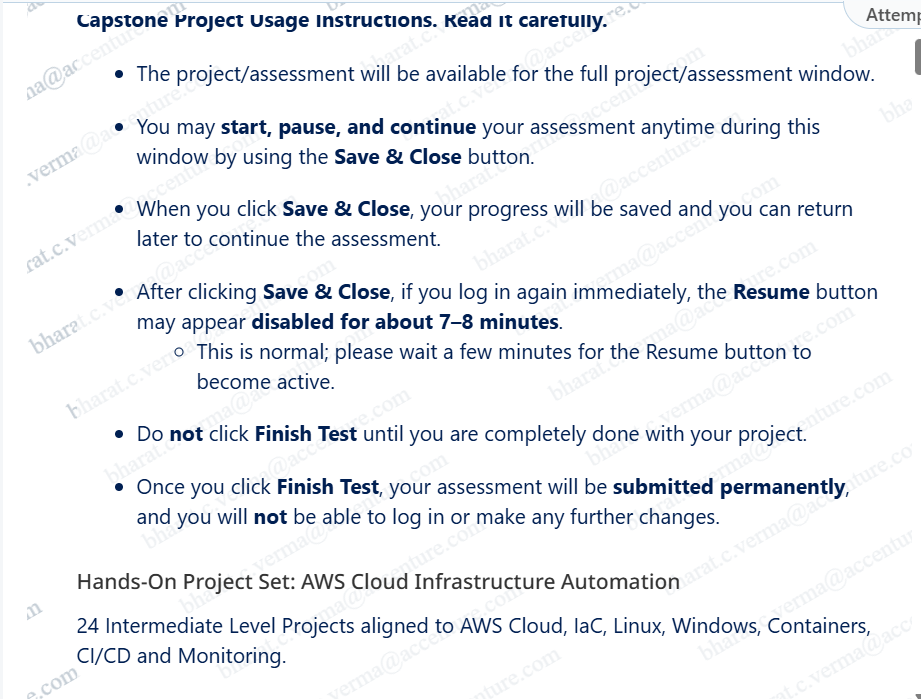 Attemp
Capstone Project Usage Instructions. Read it carefully.
• The project/assessment will be available for the full project/assessment window.
• You may start, pause, and continue your assessment anytime during this
window by using the Save & Close button.
• When you click Save & Close, your progress will be saved and you can return
later to continue the assessment.
• After clicking Save & Close, if you log in again immediately, the Resume button
may appear disabled for about 7–8 minutes.
○ This is normal; please wait a few minutes for the Resume button to
become active.
• Do not click Finish Test until you are completely done with your project.
• Once you click Finish Test, your assessment will be submitted permanently,
and you will not be able to log in or make any further changes.
Hands-On Project Set: AWS Cloud Infrastructure Automation
24 Intermediate Level Projects aligned to AWS Cloud, IaC, Linux, Windows, Containers,
CI/CD and Monitoring.
bharat.c.verma@accenture.com